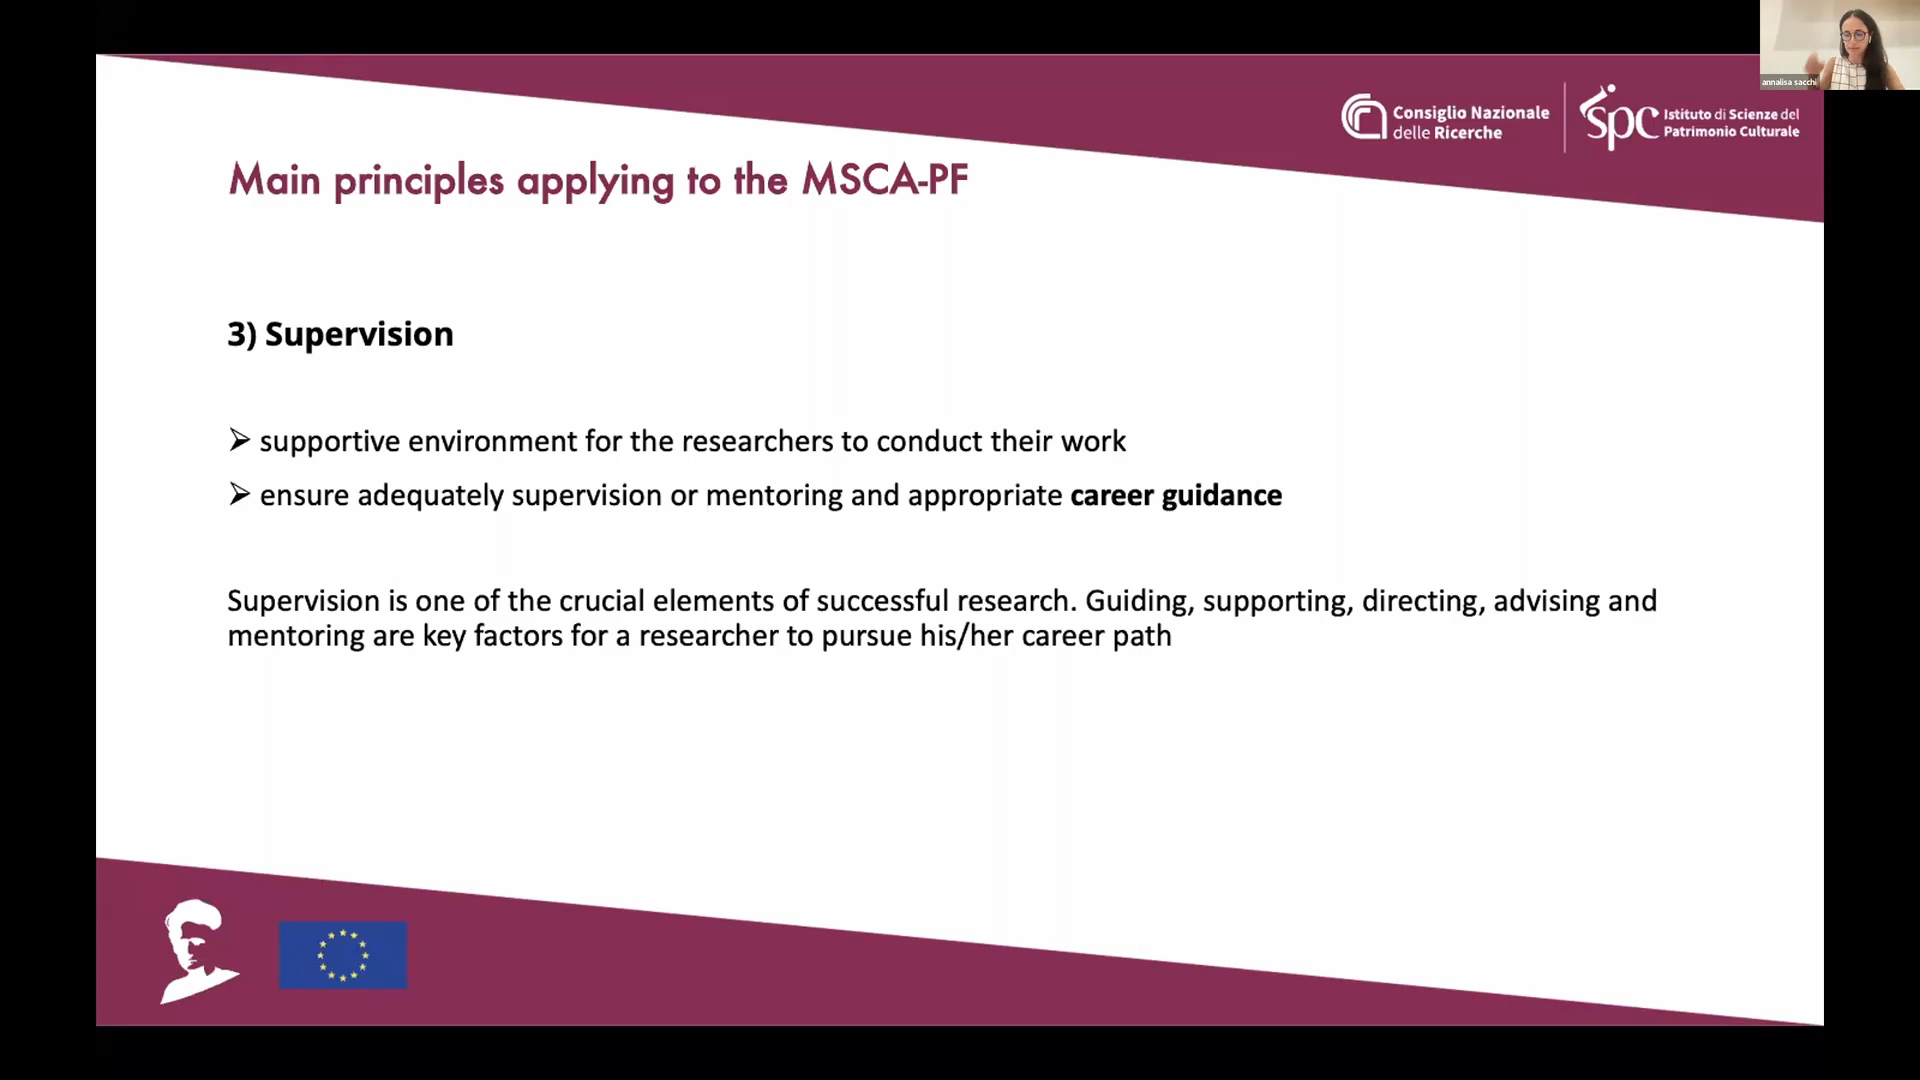 annalisa sacchi
Consiglio Nazionale
delle Ricerche
ispc
Istituto di Scienze del
Patrimonio Culturale
Main principles applying to the MSCA-PF
3) Supervision
➢ supportive environment for the researchers to conduct their work
➢ ensure adequately supervision or mentoring and appropriate career guidance
Supervision is one of the crucial elements of successful research. Guiding, supporting, directing, advising and
mentoring are key factors for a researcher to pursue his/her career path